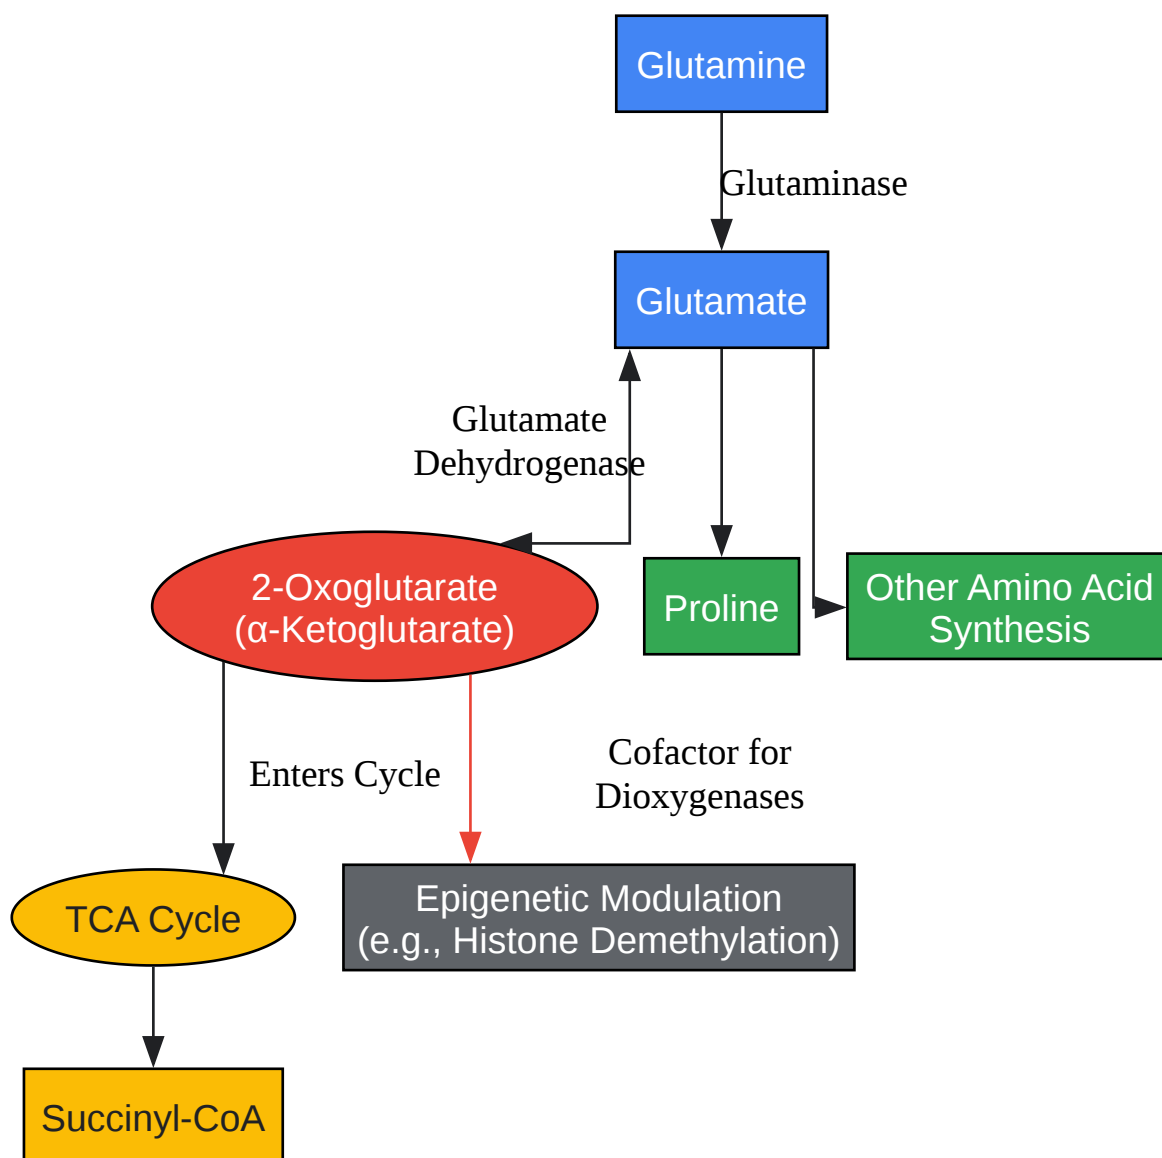 Glutamine
Glutaminase
Glutamate
Glutamate
Dehydrogenase
2-Oxoglutarate
(α-Ketoglutarate)
Proline
Other Amino Acid
Synthesis
Enters Cycle
Cofactor for
Dioxygenases
TCA Cycle
Epigenetic Modulation
(e.g., Histone Demethylation)
Succinyl-CoA